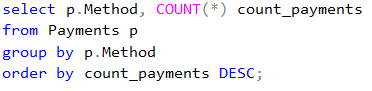 select p.Method, COUNT(*) count_payments
from Payments p
group by p.Method
order by count_payments DESC;